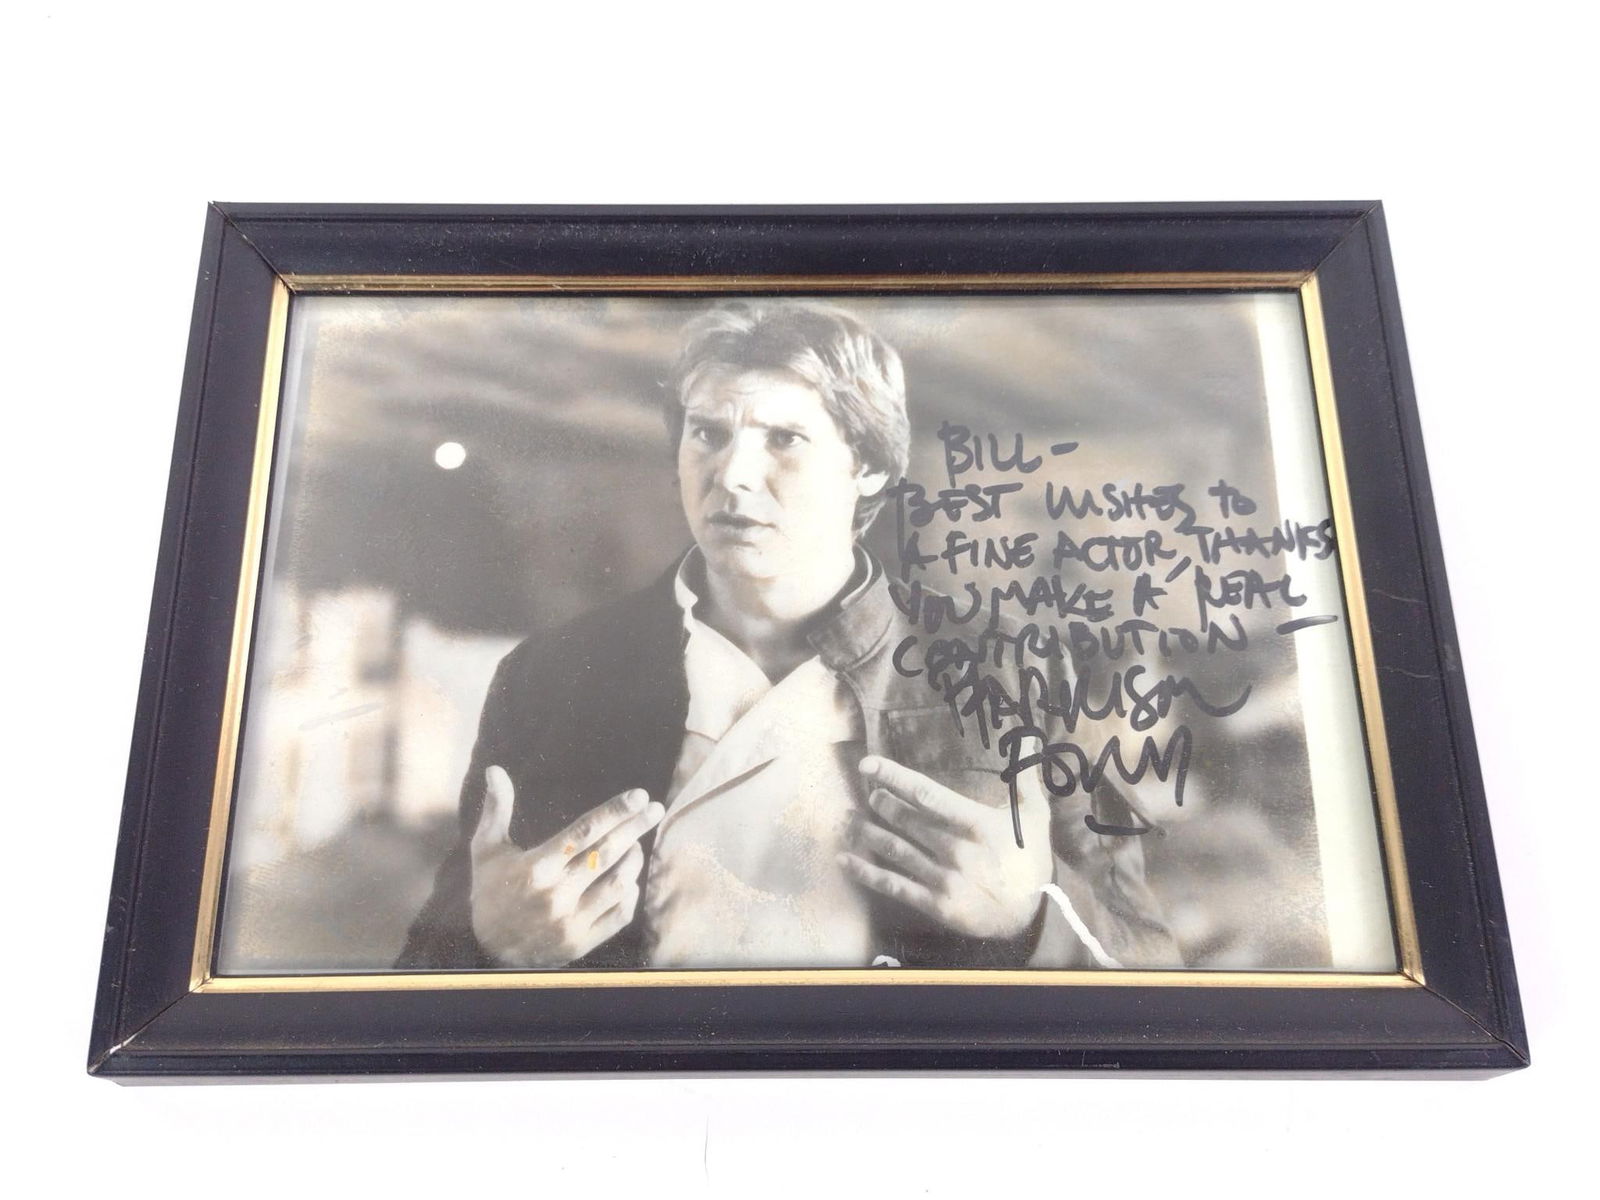 BILL-
BEST WISHES to
A FINE ACTOR, THANKS
YOU MAKE A REAL
CONTRIBUTION -
HARRISON
FORD